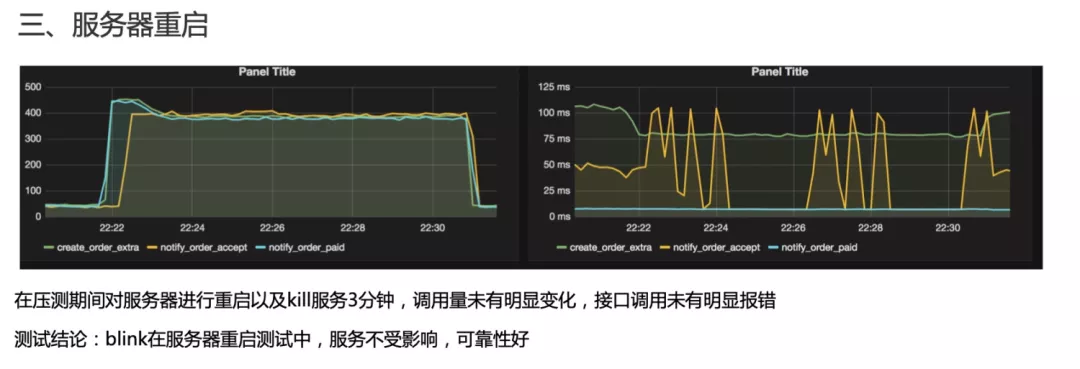 三、服务器重启
Panel Title
500
400
300
200
100
0
22:22 22:24 22:26 22:28 22:30
create_order_extra notify_order_accept notify_order_paid
Panel Title
125 ms
100 ms
75 ms
50 ms
25 ms
0 ms
22:22 22:24 22:26 22:28 22:30
create_order_extra notify_order_accept notify_order_paid
在压测期间对服务器进行重启以及kill服务3分钟，调用量未有明显变化，接口调用未有明显报错
测试结论：blink在服务器重启测试中，服务不受影响，可靠性好